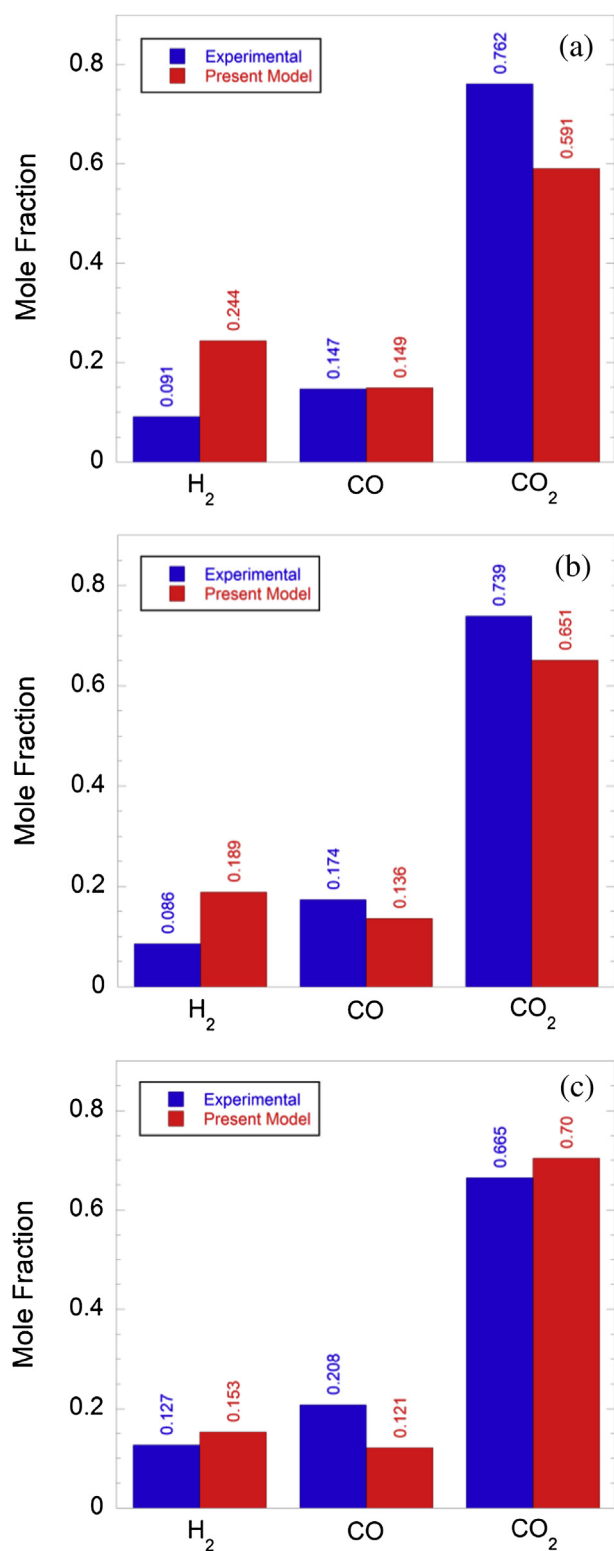 (a)
Experimental
Present Model
Mole Fraction
0.8
0.6
0.4
0.2
0
0.091
0.244
0.147
0.149
0.762
0.591
H₂
CO
CO₂
(b)
Experimental
Present Model
Mole Fraction
0.8
0.6
0.4
0.2
0
0.086
0.189
0.174
0.136
0.739
0.651
H₂
CO
CO₂
(c)
Experimental
Present Model
Mole Fraction
0.8
0.6
0.4
0.2
0
0.127
0.153
0.208
0.121
0.665
0.70
H₂
CO
CO₂